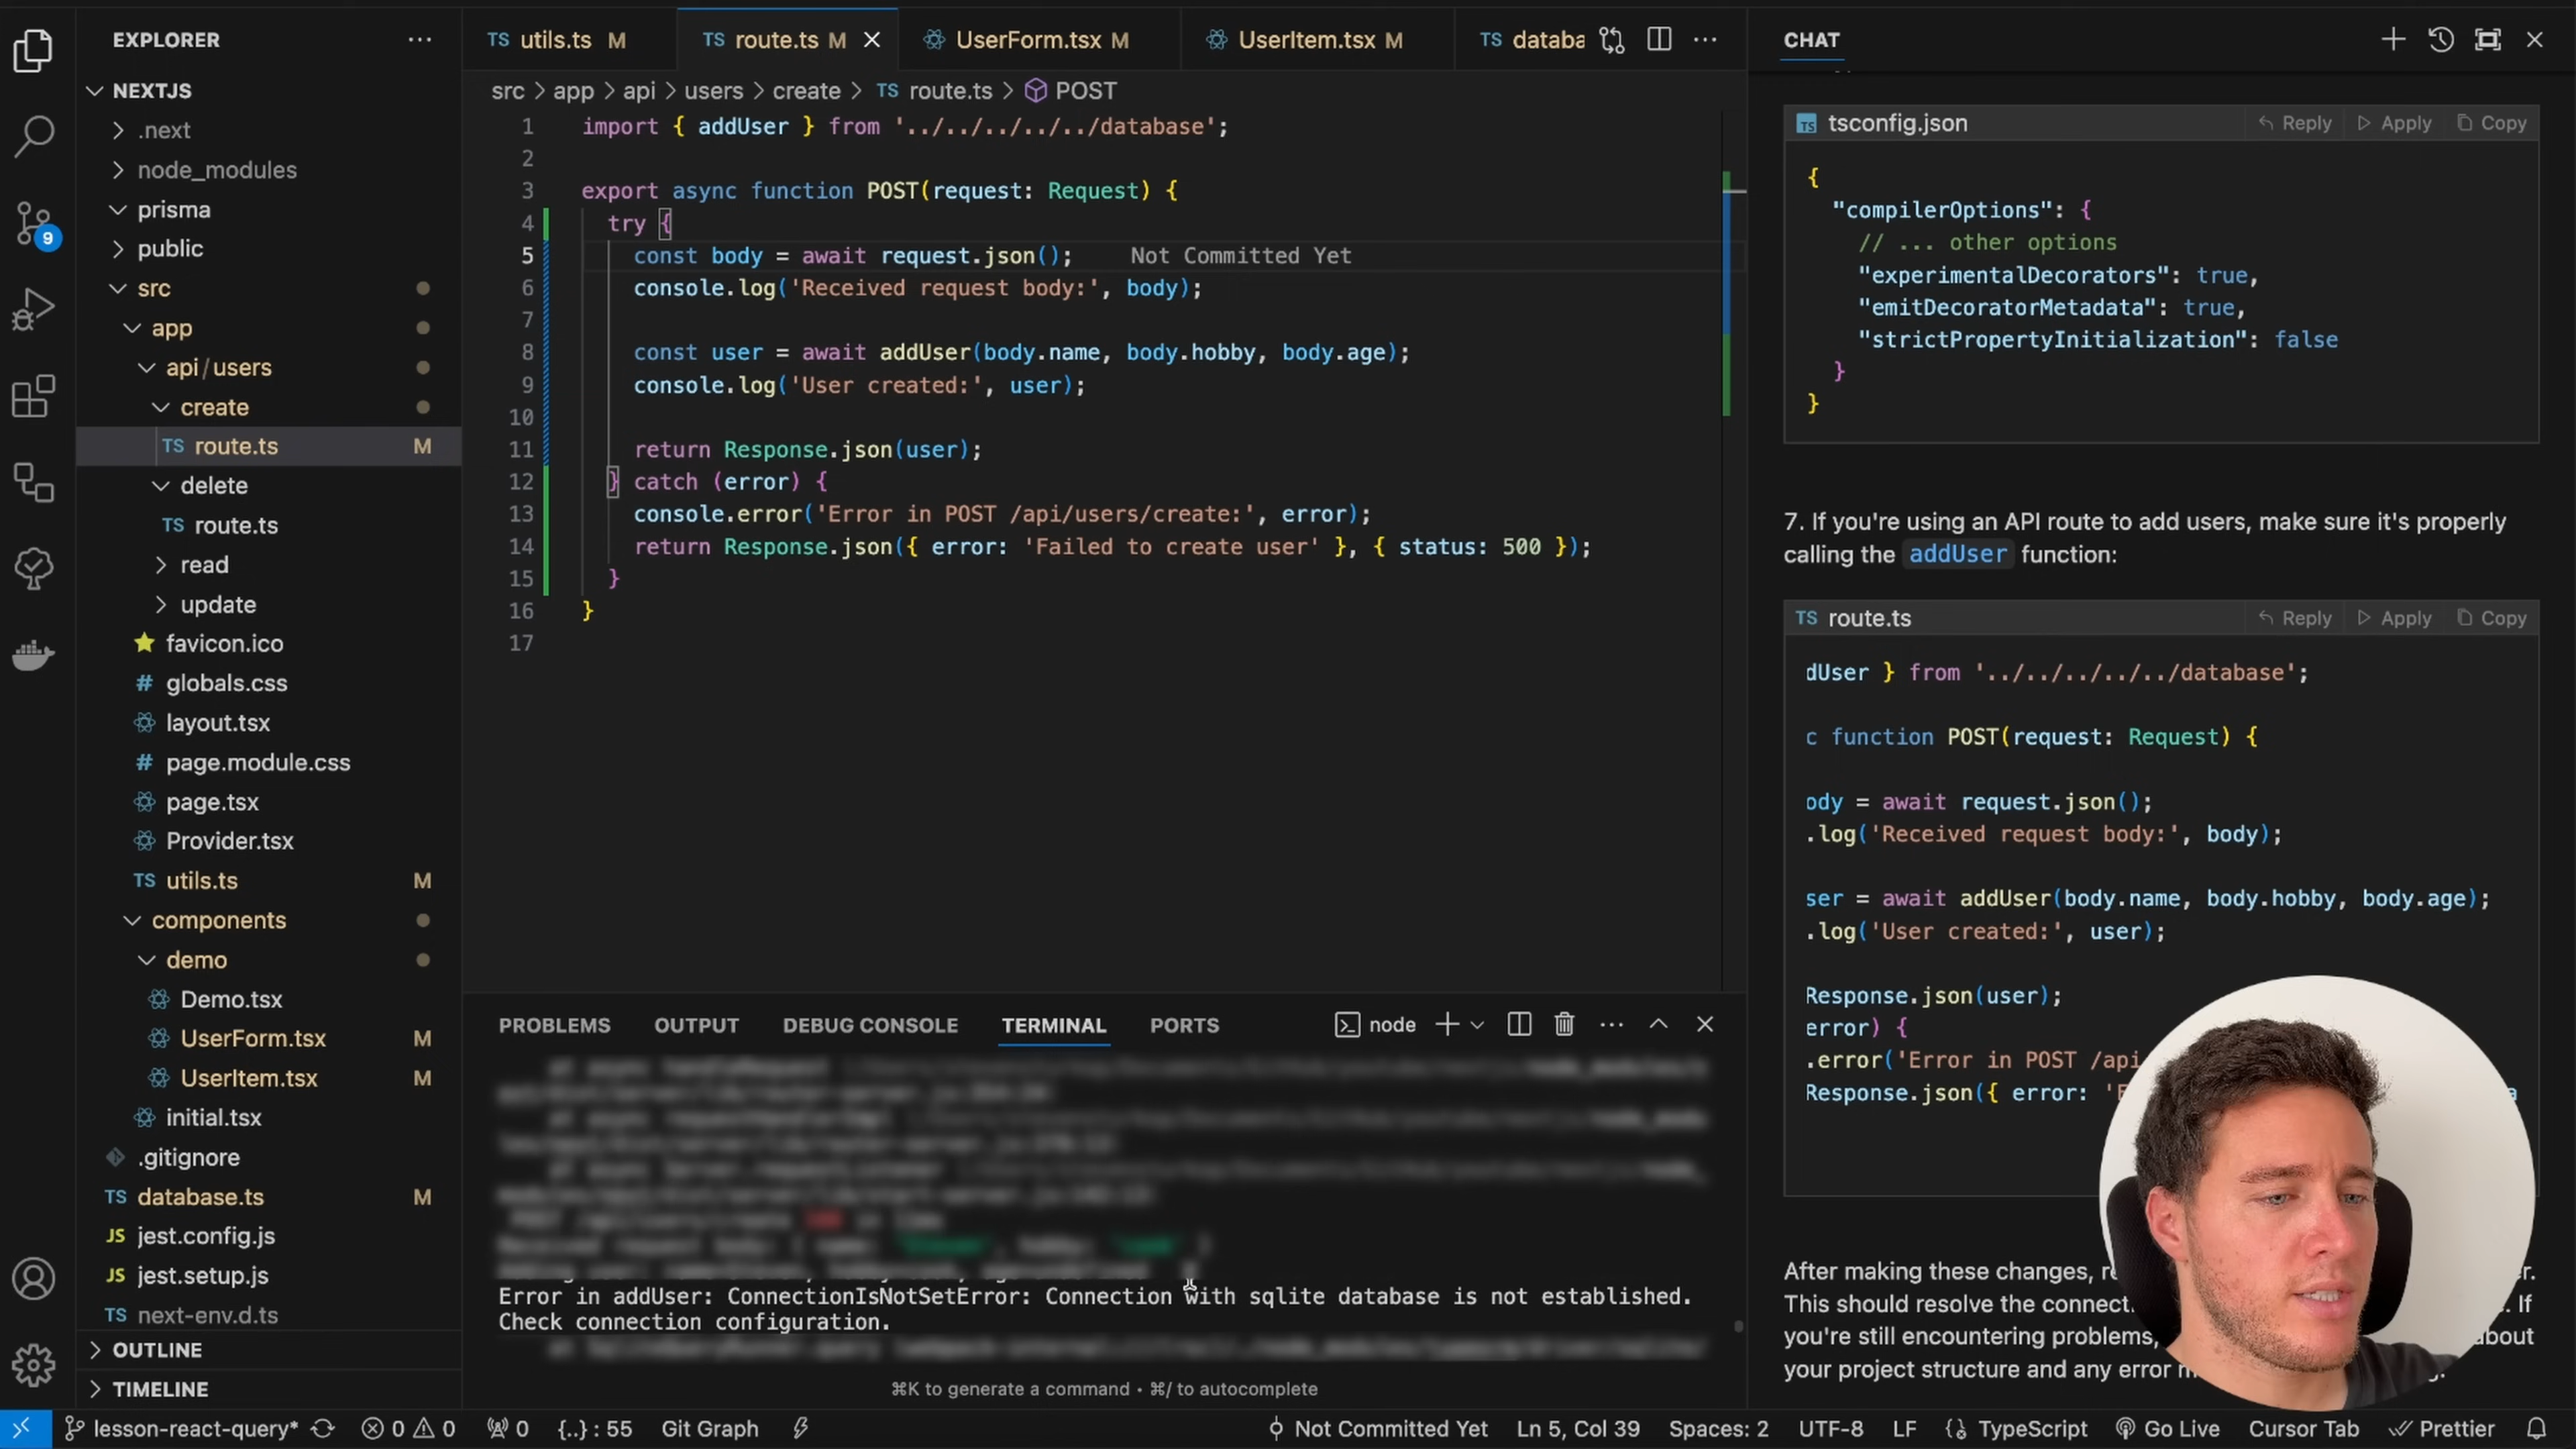 EXPLORER
NEXTJS
.next
node_modules
prisma
public
src
app
api/users
create
TS route.ts M
delete
TS route.ts
read
update
favicon.ico
# globals.css
layout.tsx
# page.module.css
page.tsx
Provider.tsx
TS utils.ts M
components
demo
Demo.tsx
UserForm.tsx M
UserItem.tsx M
initial.tsx
.gitignore
TS database.ts M
JS jest.config.js
JS jest.setup.js
next-env.d.ts
OUTLINE
TIMELINE
9
TS utils.ts M
TS route.ts M
UserForm.tsx M
UserItem.tsx M
TS databa
src > app > api > users > create > TS route.ts > POST
1 import { addUser } from '../../../../../database';
2
3 export async function POST(request: Request) {
4 try {
5 const body = await request.json(); Not Committed Yet
6 console.log('Received request body:', body);
7
8 const user = await addUser(body.name, body.hobby, body.age);
9 console.log('User created:', user);
10
11 return Response.json(user);
12 } catch (error) {
13 console.error('Error in POST /api/users/create:', error);
14 return Response.json({ error: 'Failed to create user' }, { status: 500 });
15 }
16 }
17
PROBLEMS OUTPUT DEBUG CONSOLE TERMINAL PORTS
node
Error in addUser: ConnectionIsNotSetError: Connection with sqlite database is not established.
Check connection configuration.
⌘K to generate a command • ⌘/ to autocomplete
CHAT
tsconfig.json Reply Apply Copy
{
"compilerOptions": {
// ... other options
"experimentalDecorators": true,
"emitDecoratorMetadata": true,
"strictPropertyInitialization": false
}
}
7. If you're using an API route to add users, make sure it's properly
calling the addUser function:
TS route.ts Reply Apply Copy
dUser } from '../../../../../database';
c function POST(request: Request) {
ody = await request.json();
.log('Received request body:', body);
ser = await addUser(body.name, body.hobby, body.age);
.log('User created:', user);
Response.json(user);
error) {
.error('Error in POST /api
Response.json({ error:
After making these changes,
This should resolve the If
you're still encountering problems, about
your project structure and any error
lesson-react-query* 0 0 0 {..} : 55 Git Graph Not Committed Yet Ln 5, Col 39 Spaces: 2 UTF-8 LF TypeScript Go Live Cursor Tab Prettier